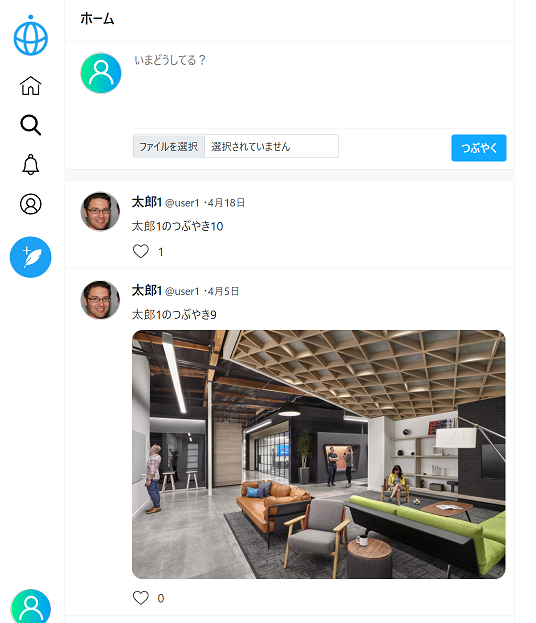 ホーム
いまどうしてる？
ファイルを選択 選択されていません
つぶやく
太郎1 @user1 ・4月18日
太郎1のつぶやき10
1
太郎1 @user1 ・4月5日
太郎1のつぶやき9
0